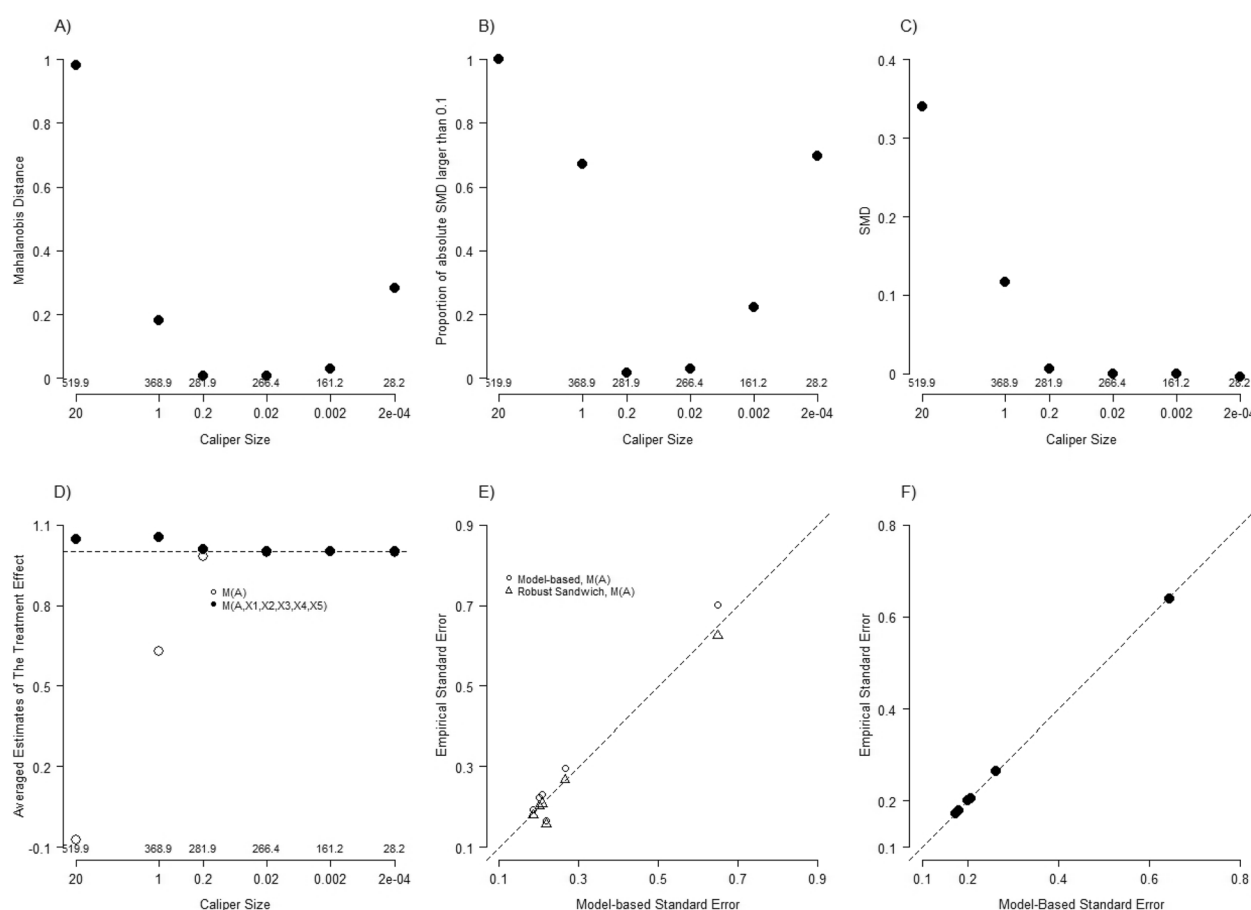 A)
Mahalanobis Distance
1
0.8
0.6
0.4
0.2
0
519.9 368.9 281.9 266.4 161.2 28.2
20 1 0.2 0.02 0.002 2e-04
Caliper Size
B)
Proportion of absolute SMD larger than 0.1
1
0.8
0.6
0.4
0.2
0
519.9 368.9 281.9 266.4 161.2 28.2
20 1 0.2 0.02 0.002 2e-04
Caliper Size
C)
SMD
0.4
0.3
0.2
0.1
0
519.9 368.9 281.9 266.4 161.2 28.2
20 1 0.2 0.02 0.002 2e-04
Caliper Size
D)
Averaged Estimates of The Treatment Effect
1.1
0.8
0.5
0.2
-0.1
M(A)
M(A,X1,X2,X3,X4,X5)
519.9 368.9 281.9 266.4 161.2 28.2
20 1 0.2 0.02 0.002 2e-04
Caliper Size
E)
Empirical Standard Error
0.9
0.7
0.5
0.3
0.1
Model-based, M(A)
Robust Sandwich, M(A)
0.1 0.3 0.5 0.7 0.9
Model-based Standard Error
F)
Empirical Standard Error
0.8
0.6
0.4
0.2
0.1
0.1 0.2 0.4 0.6 0.8
Model-Based Standard Error